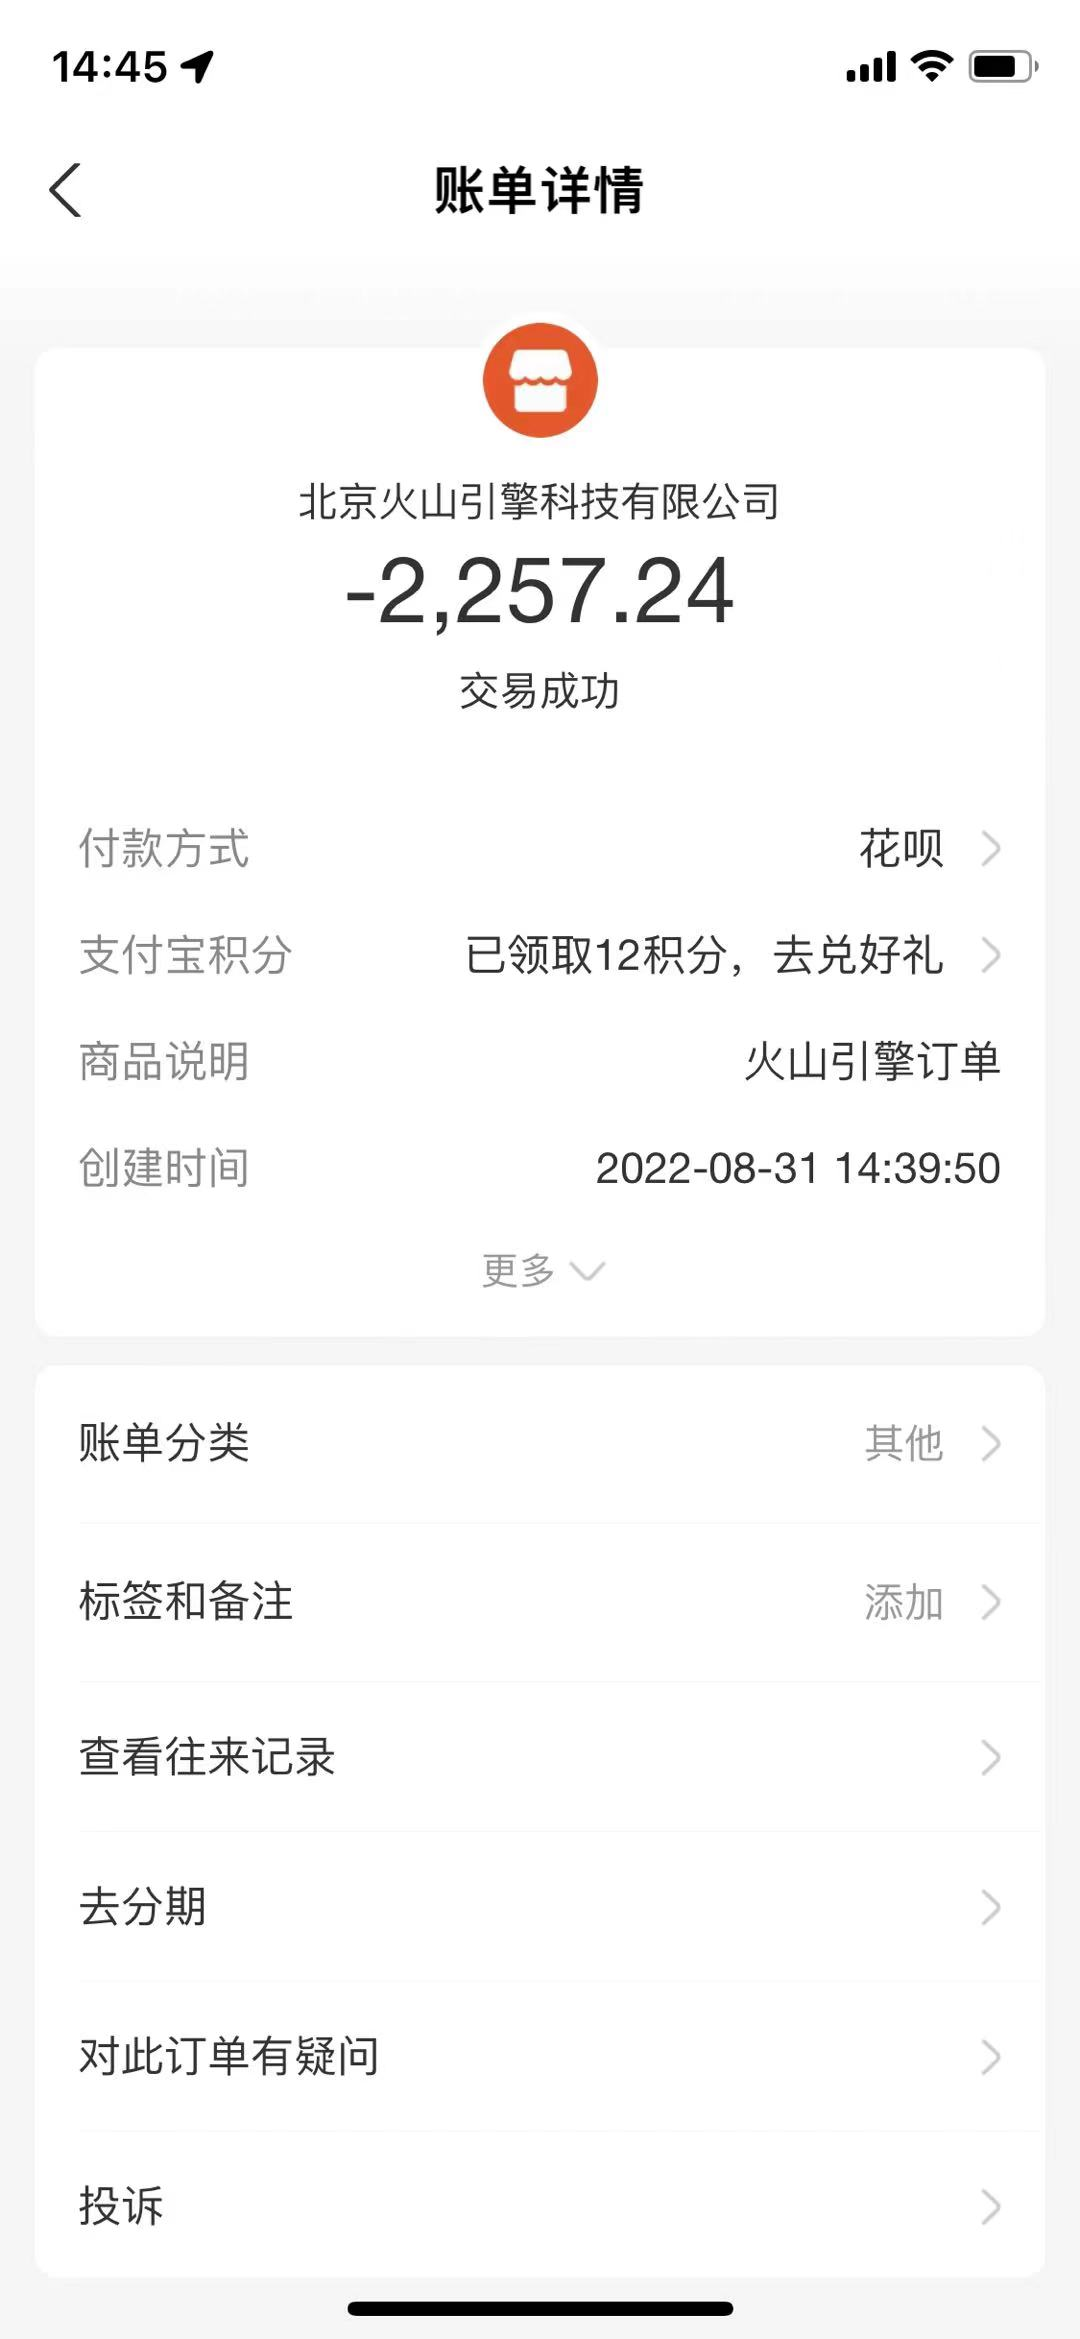 14:45
账单详情
北京火山引擎科技有限公司
-2,257.24
交易成功
付款方式 花呗
支付宝积分 已领取12积分，去兑好礼
商品说明 火山引擎订单
创建时间 2022-08-31 14:39:50
更多
账单分类 其他
标签和备注 添加
查看往来记录
去分期
对此订单有疑问
投诉